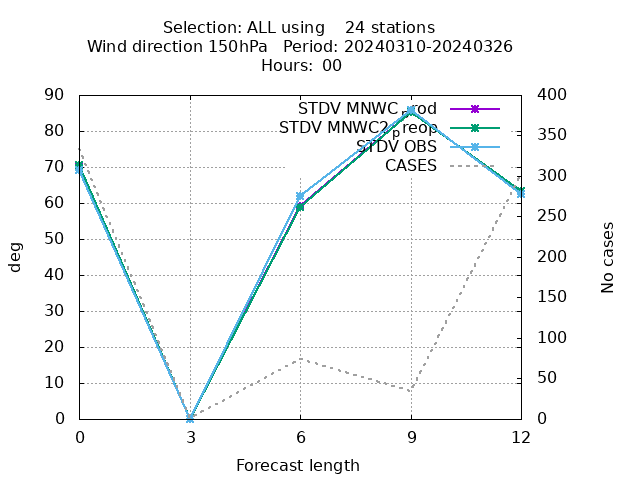 Selection: ALL using    24 stations
Wind direction 150hPa   Period: 20240310-20240326
Hours: 00
90 400
80 350
70 300
60 250
50 200
40 150
30 100
20 50
10 0
0
STDV MNWC_prod
STDV MNWC2_preop
STDV OBS
CASES
deg
No cases
0 3 6 9 12
Forecast length